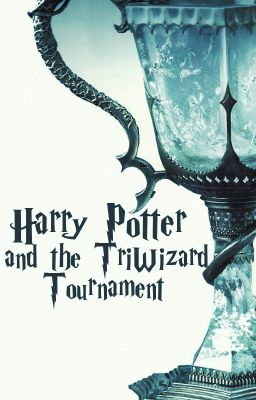 Harry Potter
and the TriWizard
Tournament